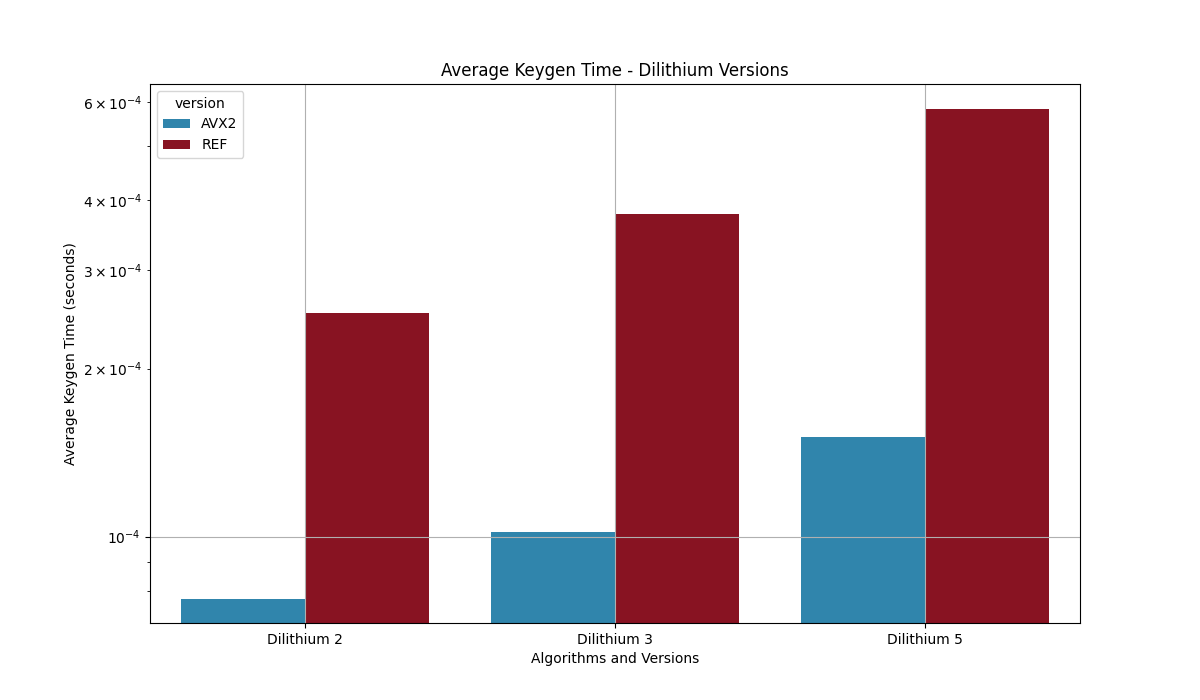 Average Keygen Time - Dilithium Versions
version
AVX2
REF
6 × 10⁻⁴
4 × 10⁻⁴
3 × 10⁻⁴
2 × 10⁻⁴
10⁻⁴
Average Keygen Time (seconds)
Dilithium 2
Dilithium 3
Dilithium 5
Algorithms and Versions